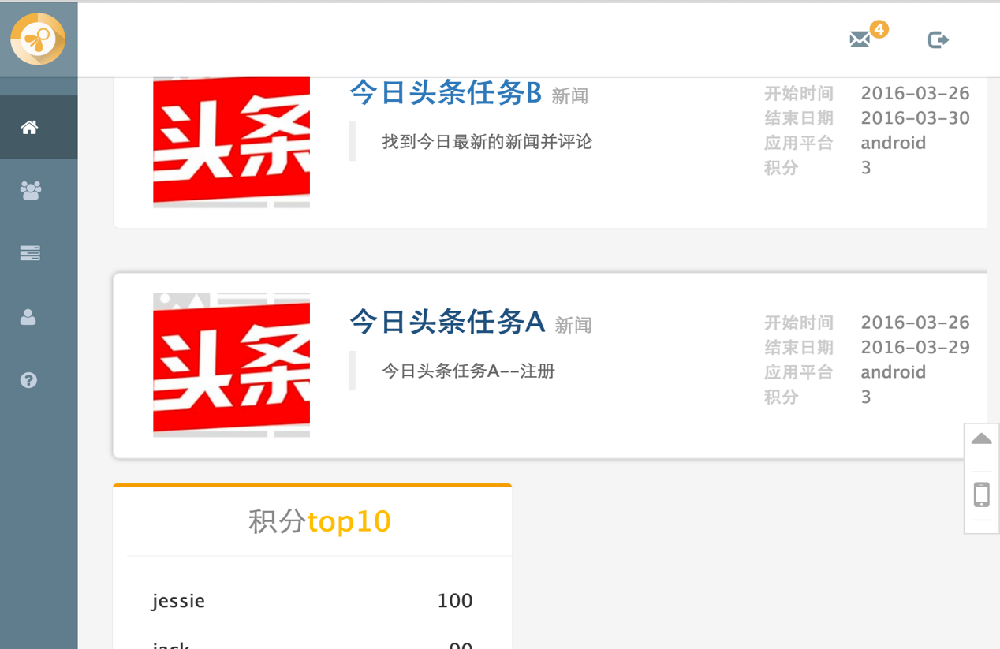 4
今日头条任务B 新闻
找到今日最新的新闻并评论
开始时间 2016-03-26
结束日期 2016-03-30
应用平台 android
积分 3
头条
今日头条任务A 新闻
今日头条任务A--注册
开始时间 2016-03-26
结束日期 2016-03-29
应用平台 android
积分 3
头条
积分top10
jessie 100
jack 90